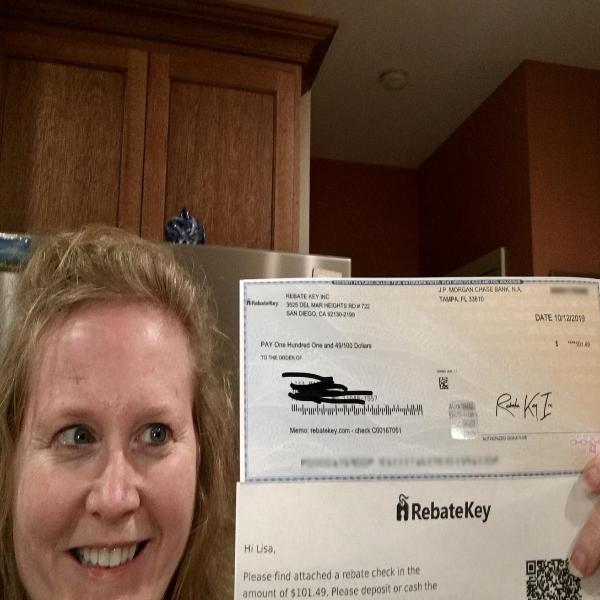 RebateKey
REBATE KEY INC
3525 DEL MAR HEIGHTS RD # 722
SAN DIEGO, CA 92130-2199
J.P. MORGAN CHASE BANK, N.A.
TAMPA, FL 33610
DATE 10/12/2019
PAY One Hundred One and 49/100 Dollars
$ ****101.49
TO THE ORDER OF
Rebate Key Inc
AUTHORIZED SIGNATURE
Memo: rebatekey.com - check C00167051
RebateKey
Hi Lisa,
Please find attached a rebate check in the
amount of $101.49. Please deposit or cash the